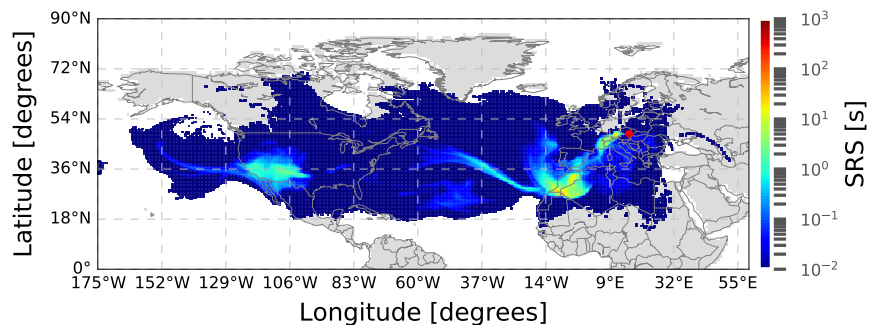 90°N
72°N
54°N
36°N
18°N
0°
Latitude [degrees]
175°W 152°W 129°W 106°W 83°W 60°W 37°W 14°W 9°E 32°E 55°E
Longitude [degrees]
10³
10²
10¹
10⁰
10⁻¹
10⁻²
SRS [s]